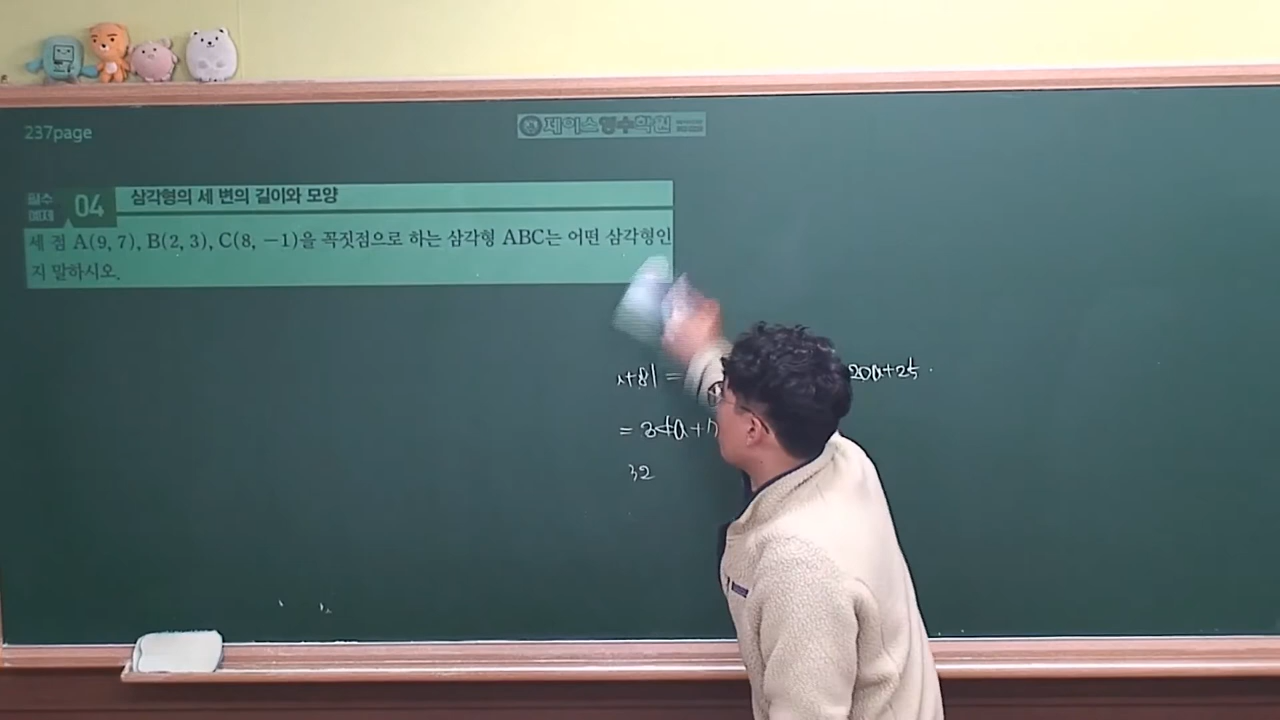 237page
제이스영수학원
필수
예제 04 삼각형의 세 변의 길이와 모양
세 점 A(9, 7), B(2, 3), C(8, −1)을 꼭짓점으로 하는 삼각형 ABC는 어떤 삼각형인
지 말하시오.
+81 = 20a+25
= 34a+
32